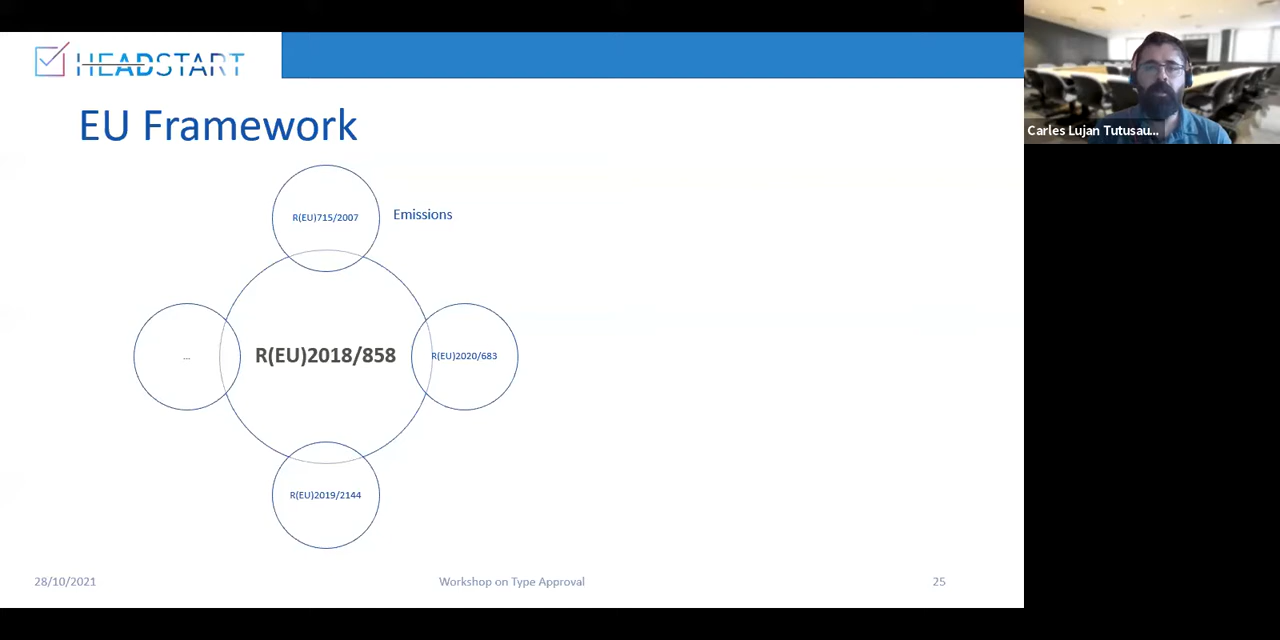 HEADSTART
Carles Lujan Tutusau...
EU Framework
R(EU)715/2007
Emissions
...
R(EU)2018/858
R(EU)2020/683
R(EU)2019/2144
28/10/2021
Workshop on Type Approval
25